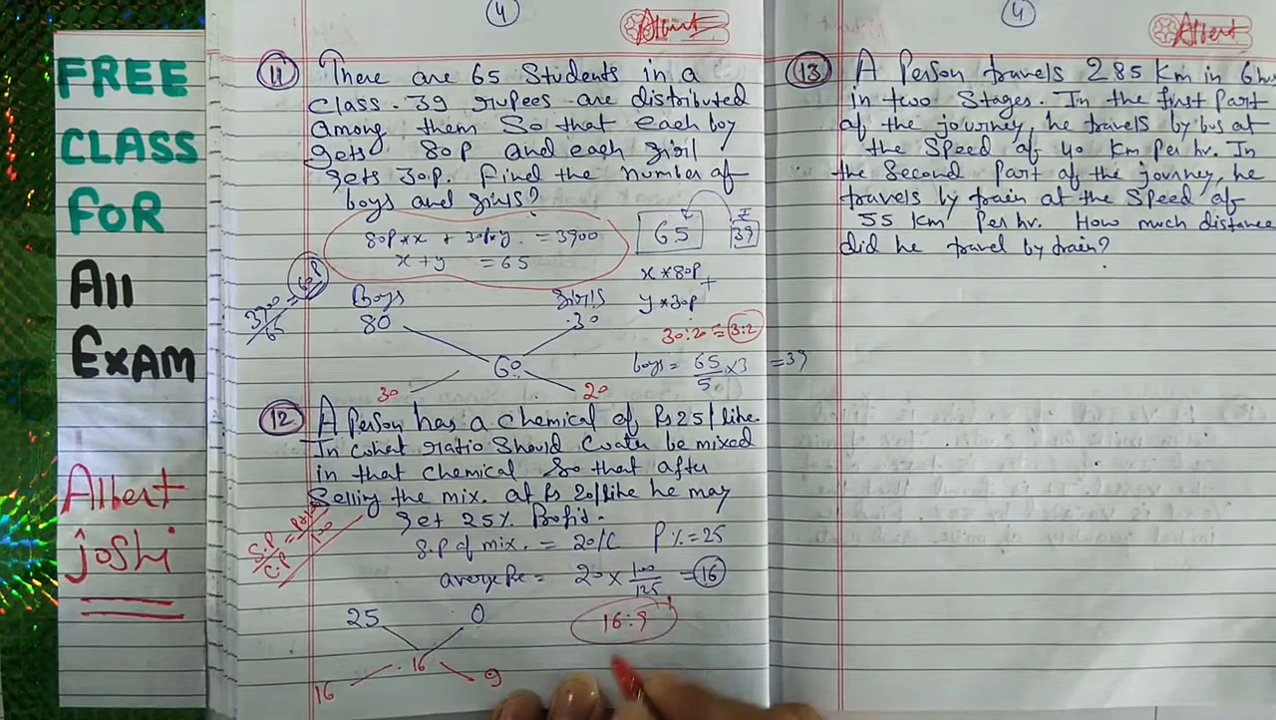 FREE
CLASS
FOR
All
Exam
Albert
joshi
4
Albert
11 There are 65 Students in a
class. 39 rupees are distributed
among them So that each boy
gets 80P and each girl
gets 30P. Find the number of
boys and girls?
80P*x + 30P*y. = 3900
x+y = 65
65
39
x*80P +
y*30P
3900/65 = 60P
Boys
girls
80
30
60
30
20
30:20 = 3:2
boys = 65/5 x3 = 39
12 A Person has a chemical of Rs25/litre.
In what ratio Should water be mixed
in that chemical So that after
Selling the mix. at Rs 20/litre he may
get 25% Profit.
S.P of mix. = 20/L P%=25
20 x 100/125 = 16
S.P/C.P
25
0
16
16
9
16:9
4
Albert
13 A Person travels 285 Km in 6 hr
in two Stages. In the first Part
of the journey, he travels by bus at
the Speed of 40 Km Per hr. In
the Second Part of the journey, he
travels by train at the Speed of
55 Km Per hr. How much distance
did he travel by train?